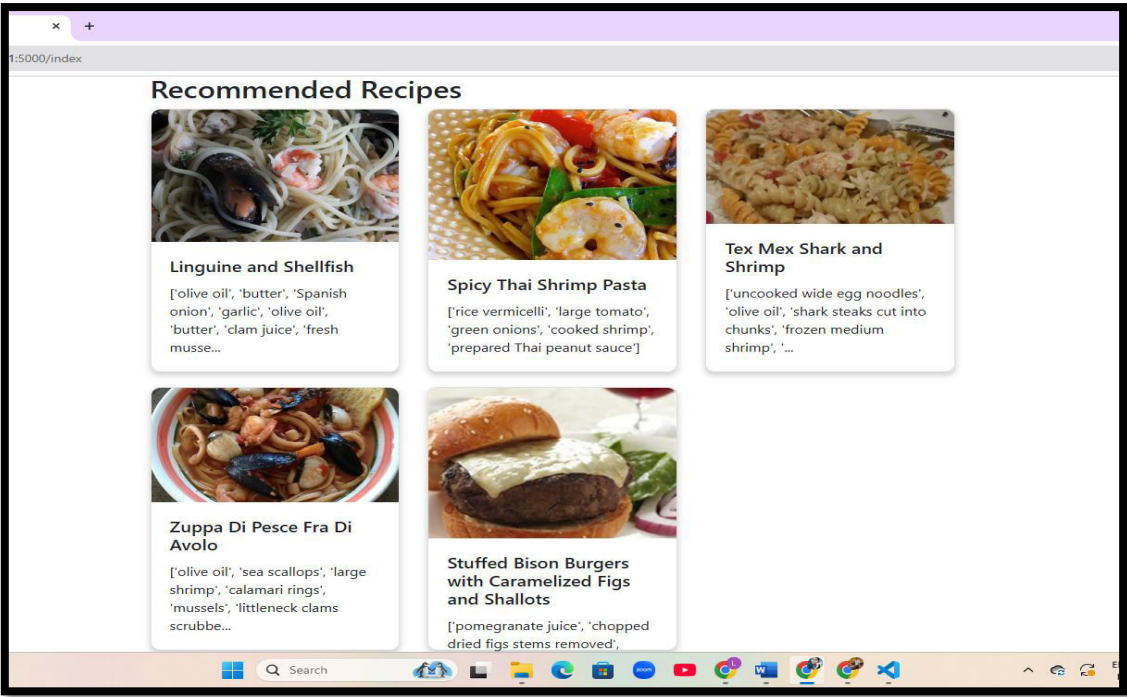 × +
1:5000/index
Recommended Recipes
Linguine and Shellfish
['olive oil', 'butter', 'Spanish
onion', 'garlic', 'olive oil',
'butter', 'clam juice', 'fresh
musse...
Spicy Thai Shrimp Pasta
['rice vermicelli', 'large tomato',
'green onions', 'cooked shrimp',
'prepared Thai peanut sauce']
Tex Mex Shark and
Shrimp
['uncooked wide egg noodles',
'olive oil', 'shark steaks cut into
chunks', 'frozen medium
shrimp', '...
Zuppa Di Pesce Fra Di
Avolo
['olive oil', 'sea scallops', 'large
shrimp', 'calamari rings',
'mussels', 'littleneck clams
scrubbe...
Stuffed Bison Burgers
with Caramelized Figs
and Shallots
['pomegranate juice', 'chopped
dried figs stems removed',
Search
zoom
W
L